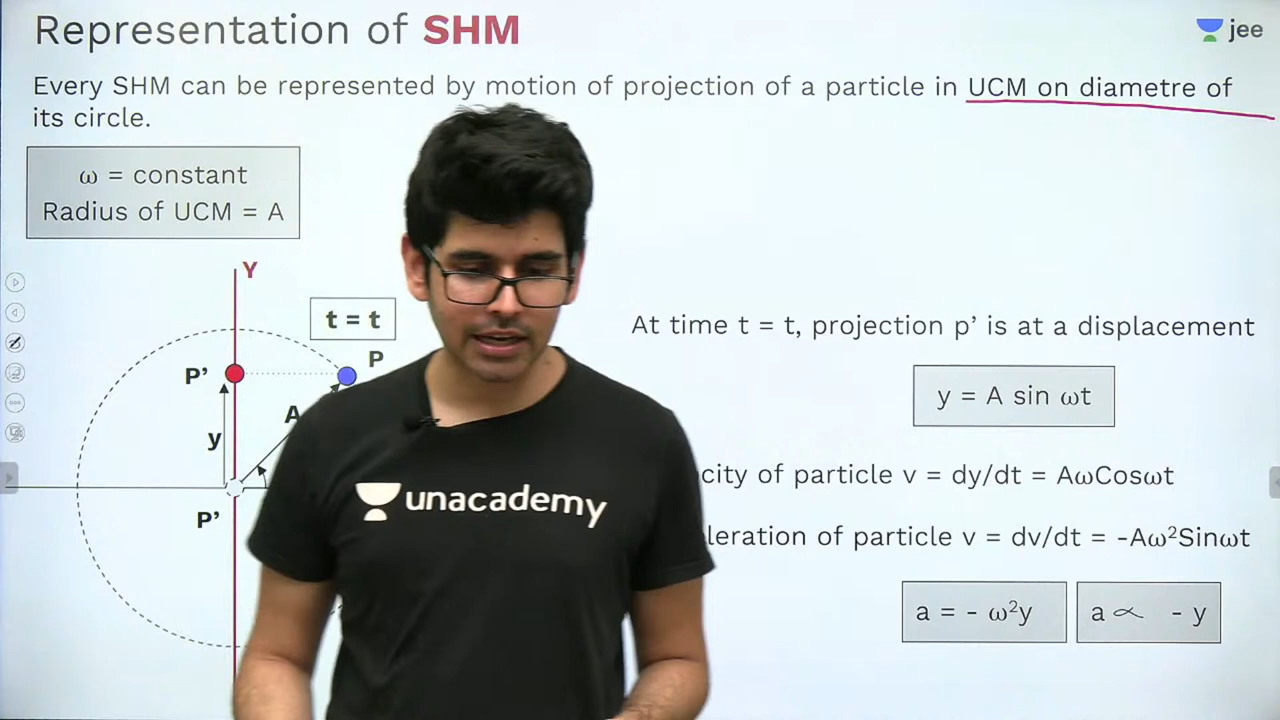 Representation of SHM
jee
Every SHM can be represented by motion of projection of a particle in UCM on diametre of
its circle.
ω = constant
Radius of UCM = A
Y
t = t
P
P'
A
y
P'
At time t = t, projection p' is at a displacement
y = A sin ωt
city of particle v = dy/dt = AωCosωt
leration of particle v = dv/dt = -Aω²Sinωt
a = - ω²y
a ∝ - y
unacademy